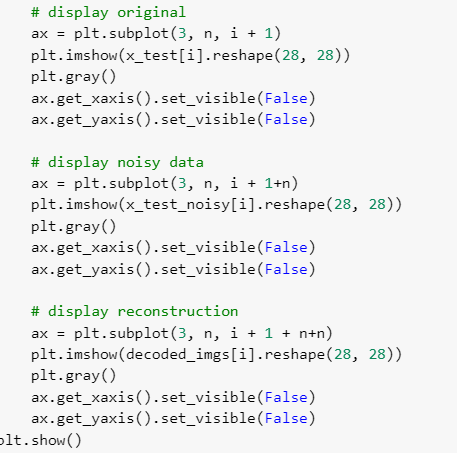 # display original
ax = plt.subplot(3, n, i + 1)
plt.imshow(x_test[i].reshape(28, 28))
plt.gray()
ax.get_xaxis().set_visible(False)
ax.get_yaxis().set_visible(False)
# display noisy data
ax = plt.subplot(3, n, i + 1+n)
plt.imshow(x_test_noisy[i].reshape(28, 28))
plt.gray()
ax.get_xaxis().set_visible(False)
ax.get_yaxis().set_visible(False)
# display reconstruction
ax = plt.subplot(3, n, i + 1 + n+n)
plt.imshow(decoded_imgs[i].reshape(28, 28))
plt.gray()
ax.get_xaxis().set_visible(False)
ax.get_yaxis().set_visible(False)
plt.show()